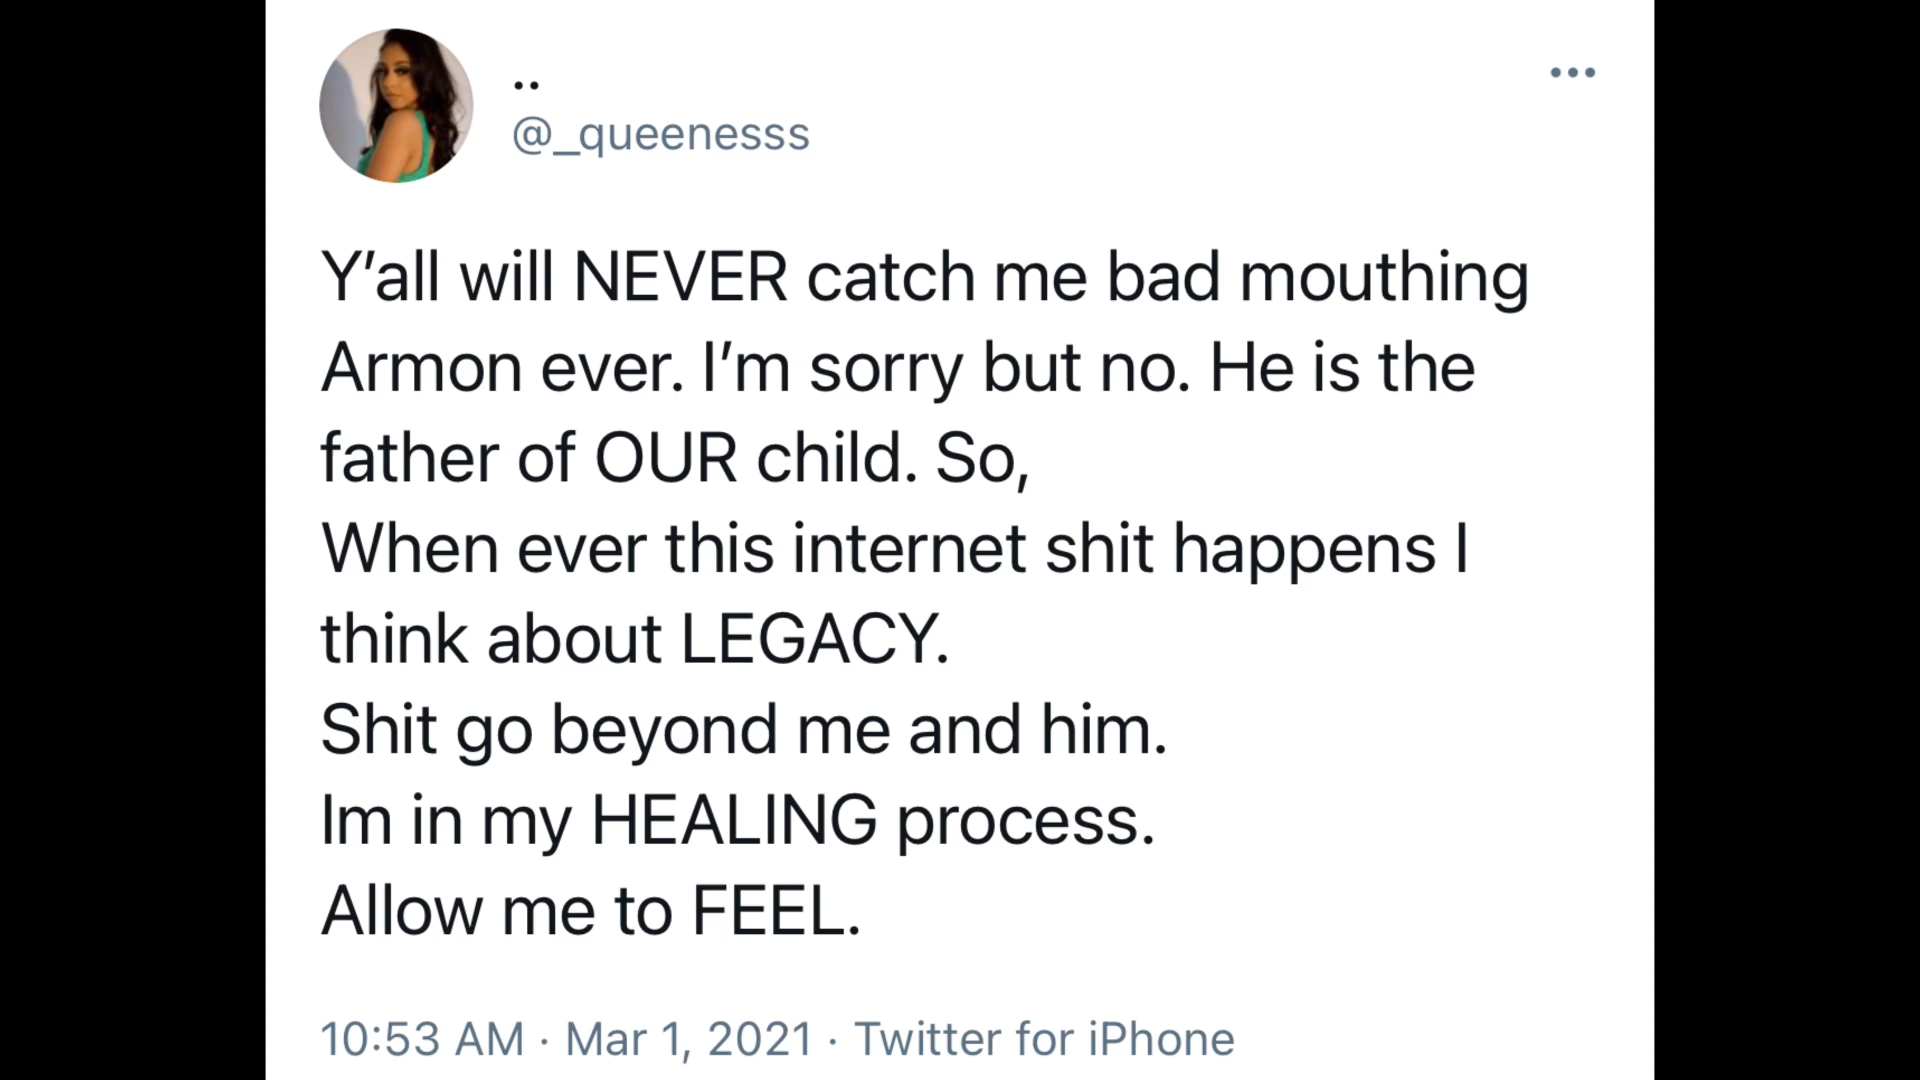 ..
@_queenesss
Y’all will NEVER catch me bad mouthing
Armon ever. I’m sorry but no. He is the
father of OUR child. So,
When ever this internet shit happens I
think about LEGACY.
Shit go beyond me and him.
Im in my HEALING process.
Allow me to FEEL.
10:53 AM · Mar 1, 2021 · Twitter for iPhone